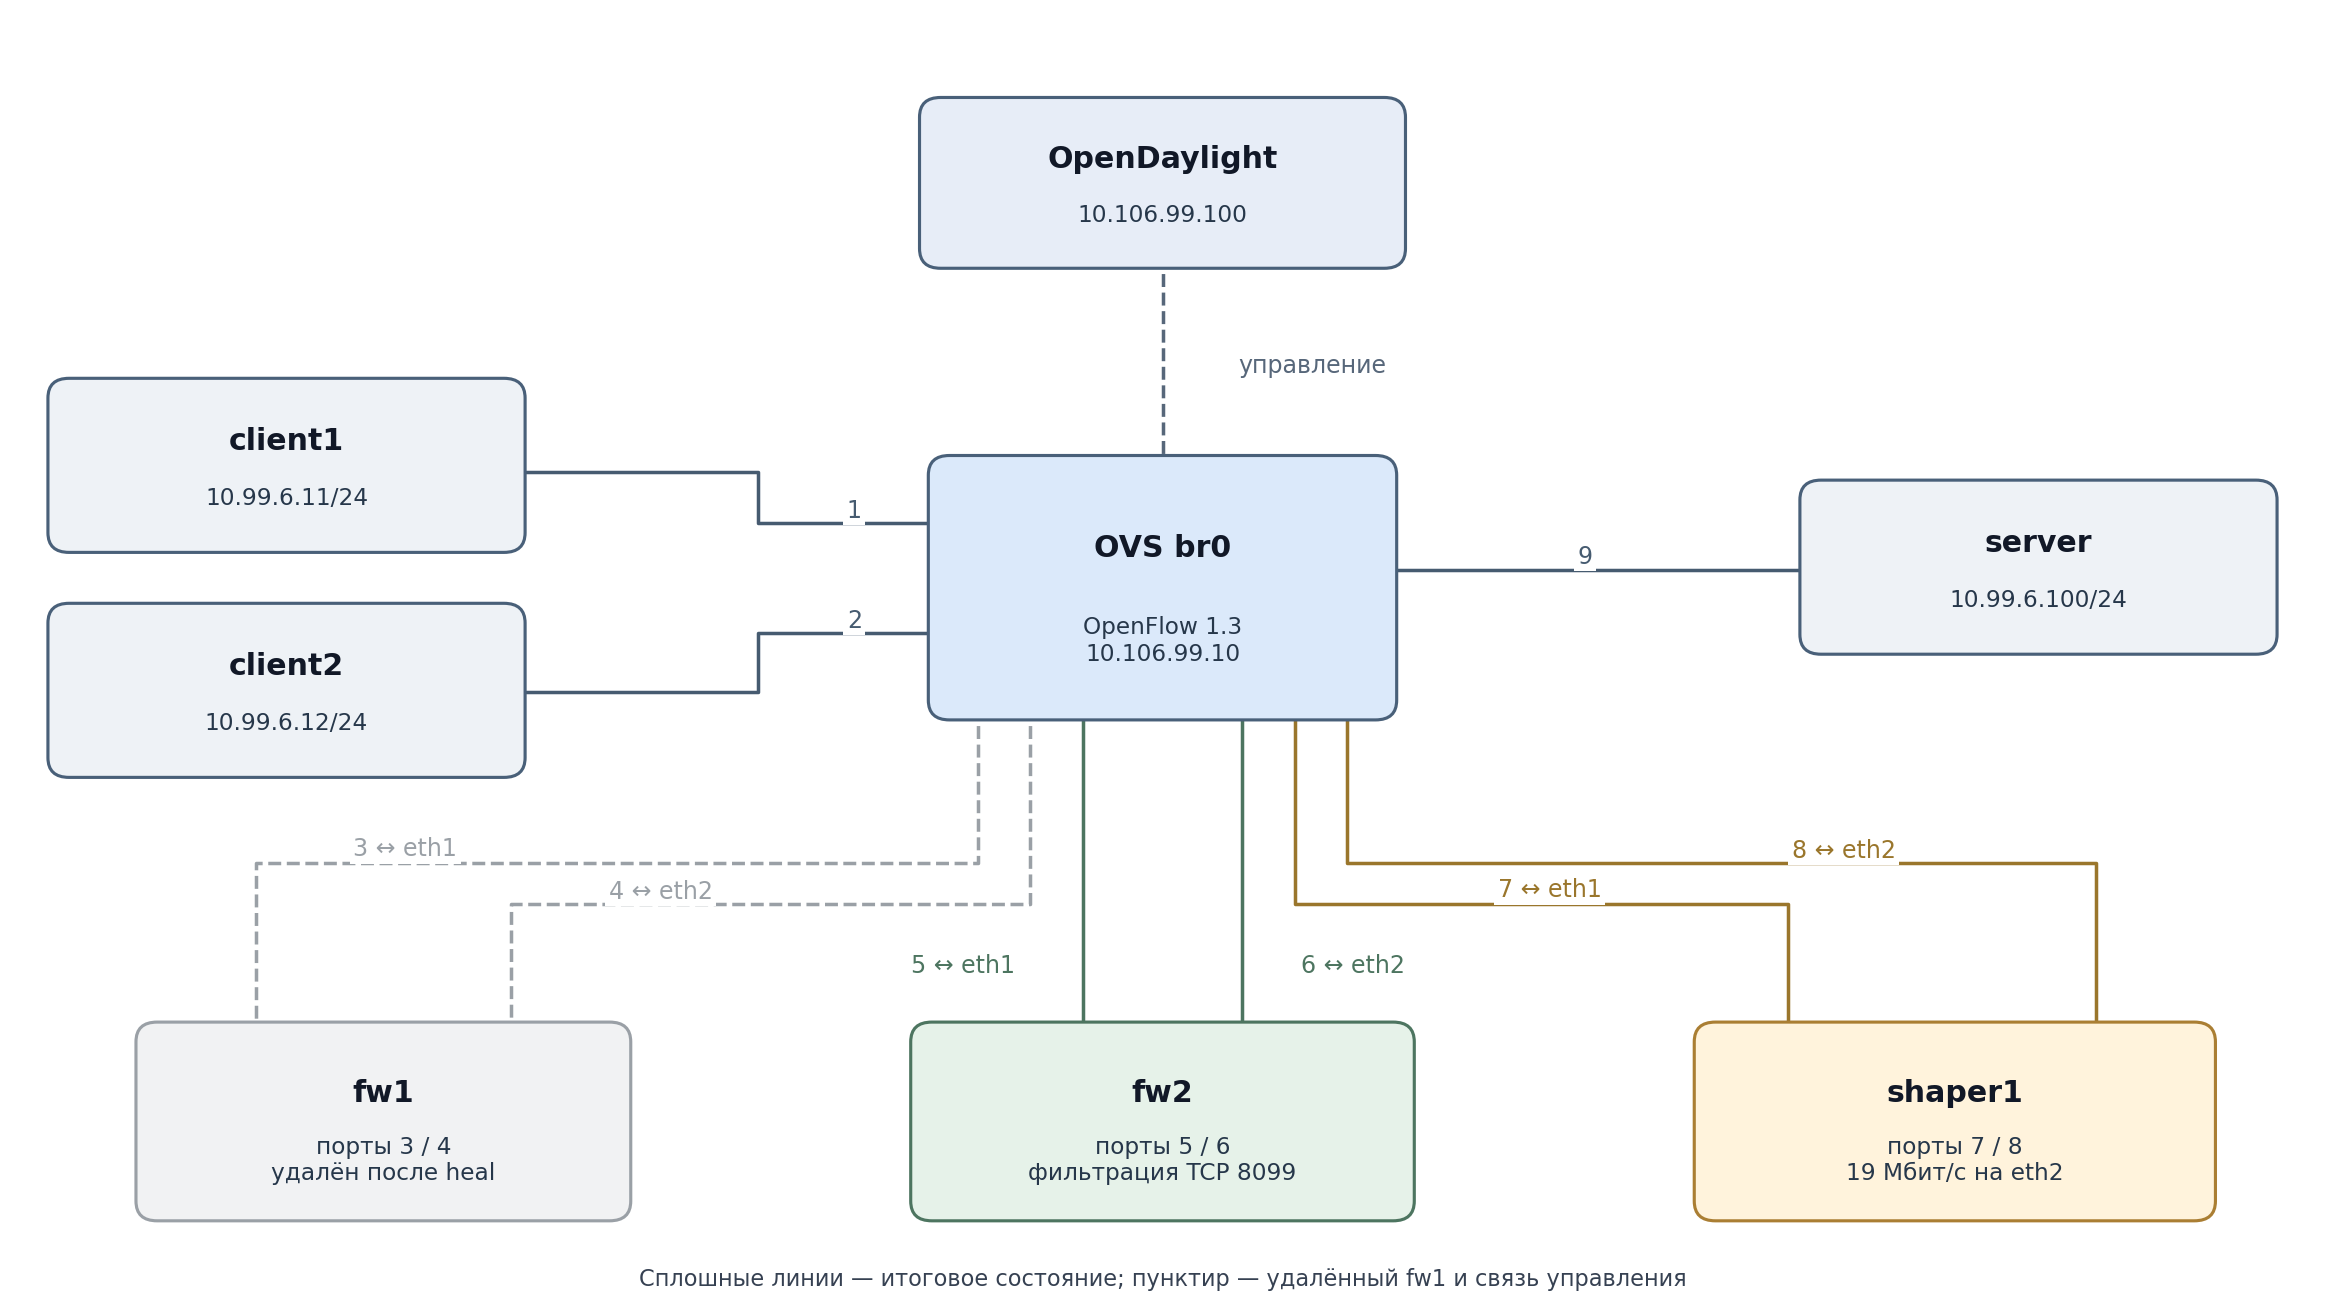 OpenDaylight
10.106.99.100
управление
client1
10.99.6.11/24
1
OVS br0
OpenFlow 1.3
10.106.99.10
9
server
10.99.6.100/24
client2
10.99.6.12/24
2
3 ↔ eth1
4 ↔ eth2
5 ↔ eth1
6 ↔ eth2
7 ↔ eth1
8 ↔ eth2
fw1
порты 3 / 4
удалён после heal
fw2
порты 5 / 6
фильтрация TCP 8099
shaper1
порты 7 / 8
19 Мбит/с на eth2
Сплошные линии — итоговое состояние; пунктир — удалённый fw1 и связь управления